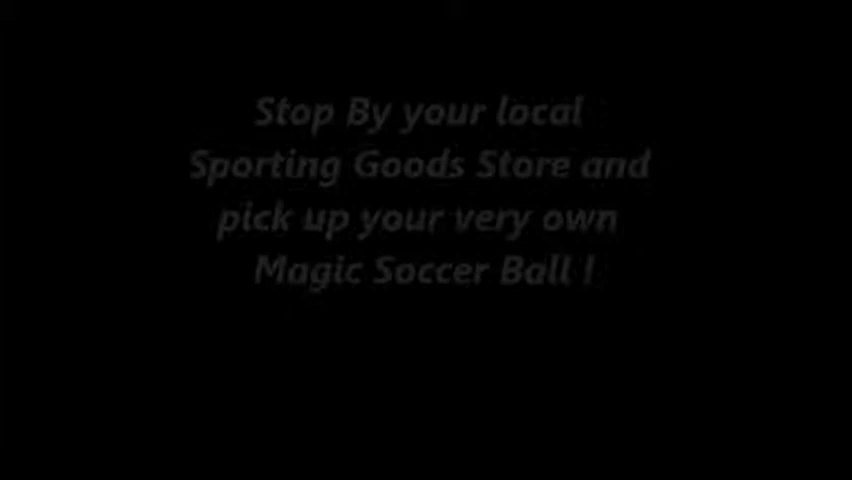 Stop By your local
Sporting Goods Store and
pick up your very own
Magic Soccer Ball !